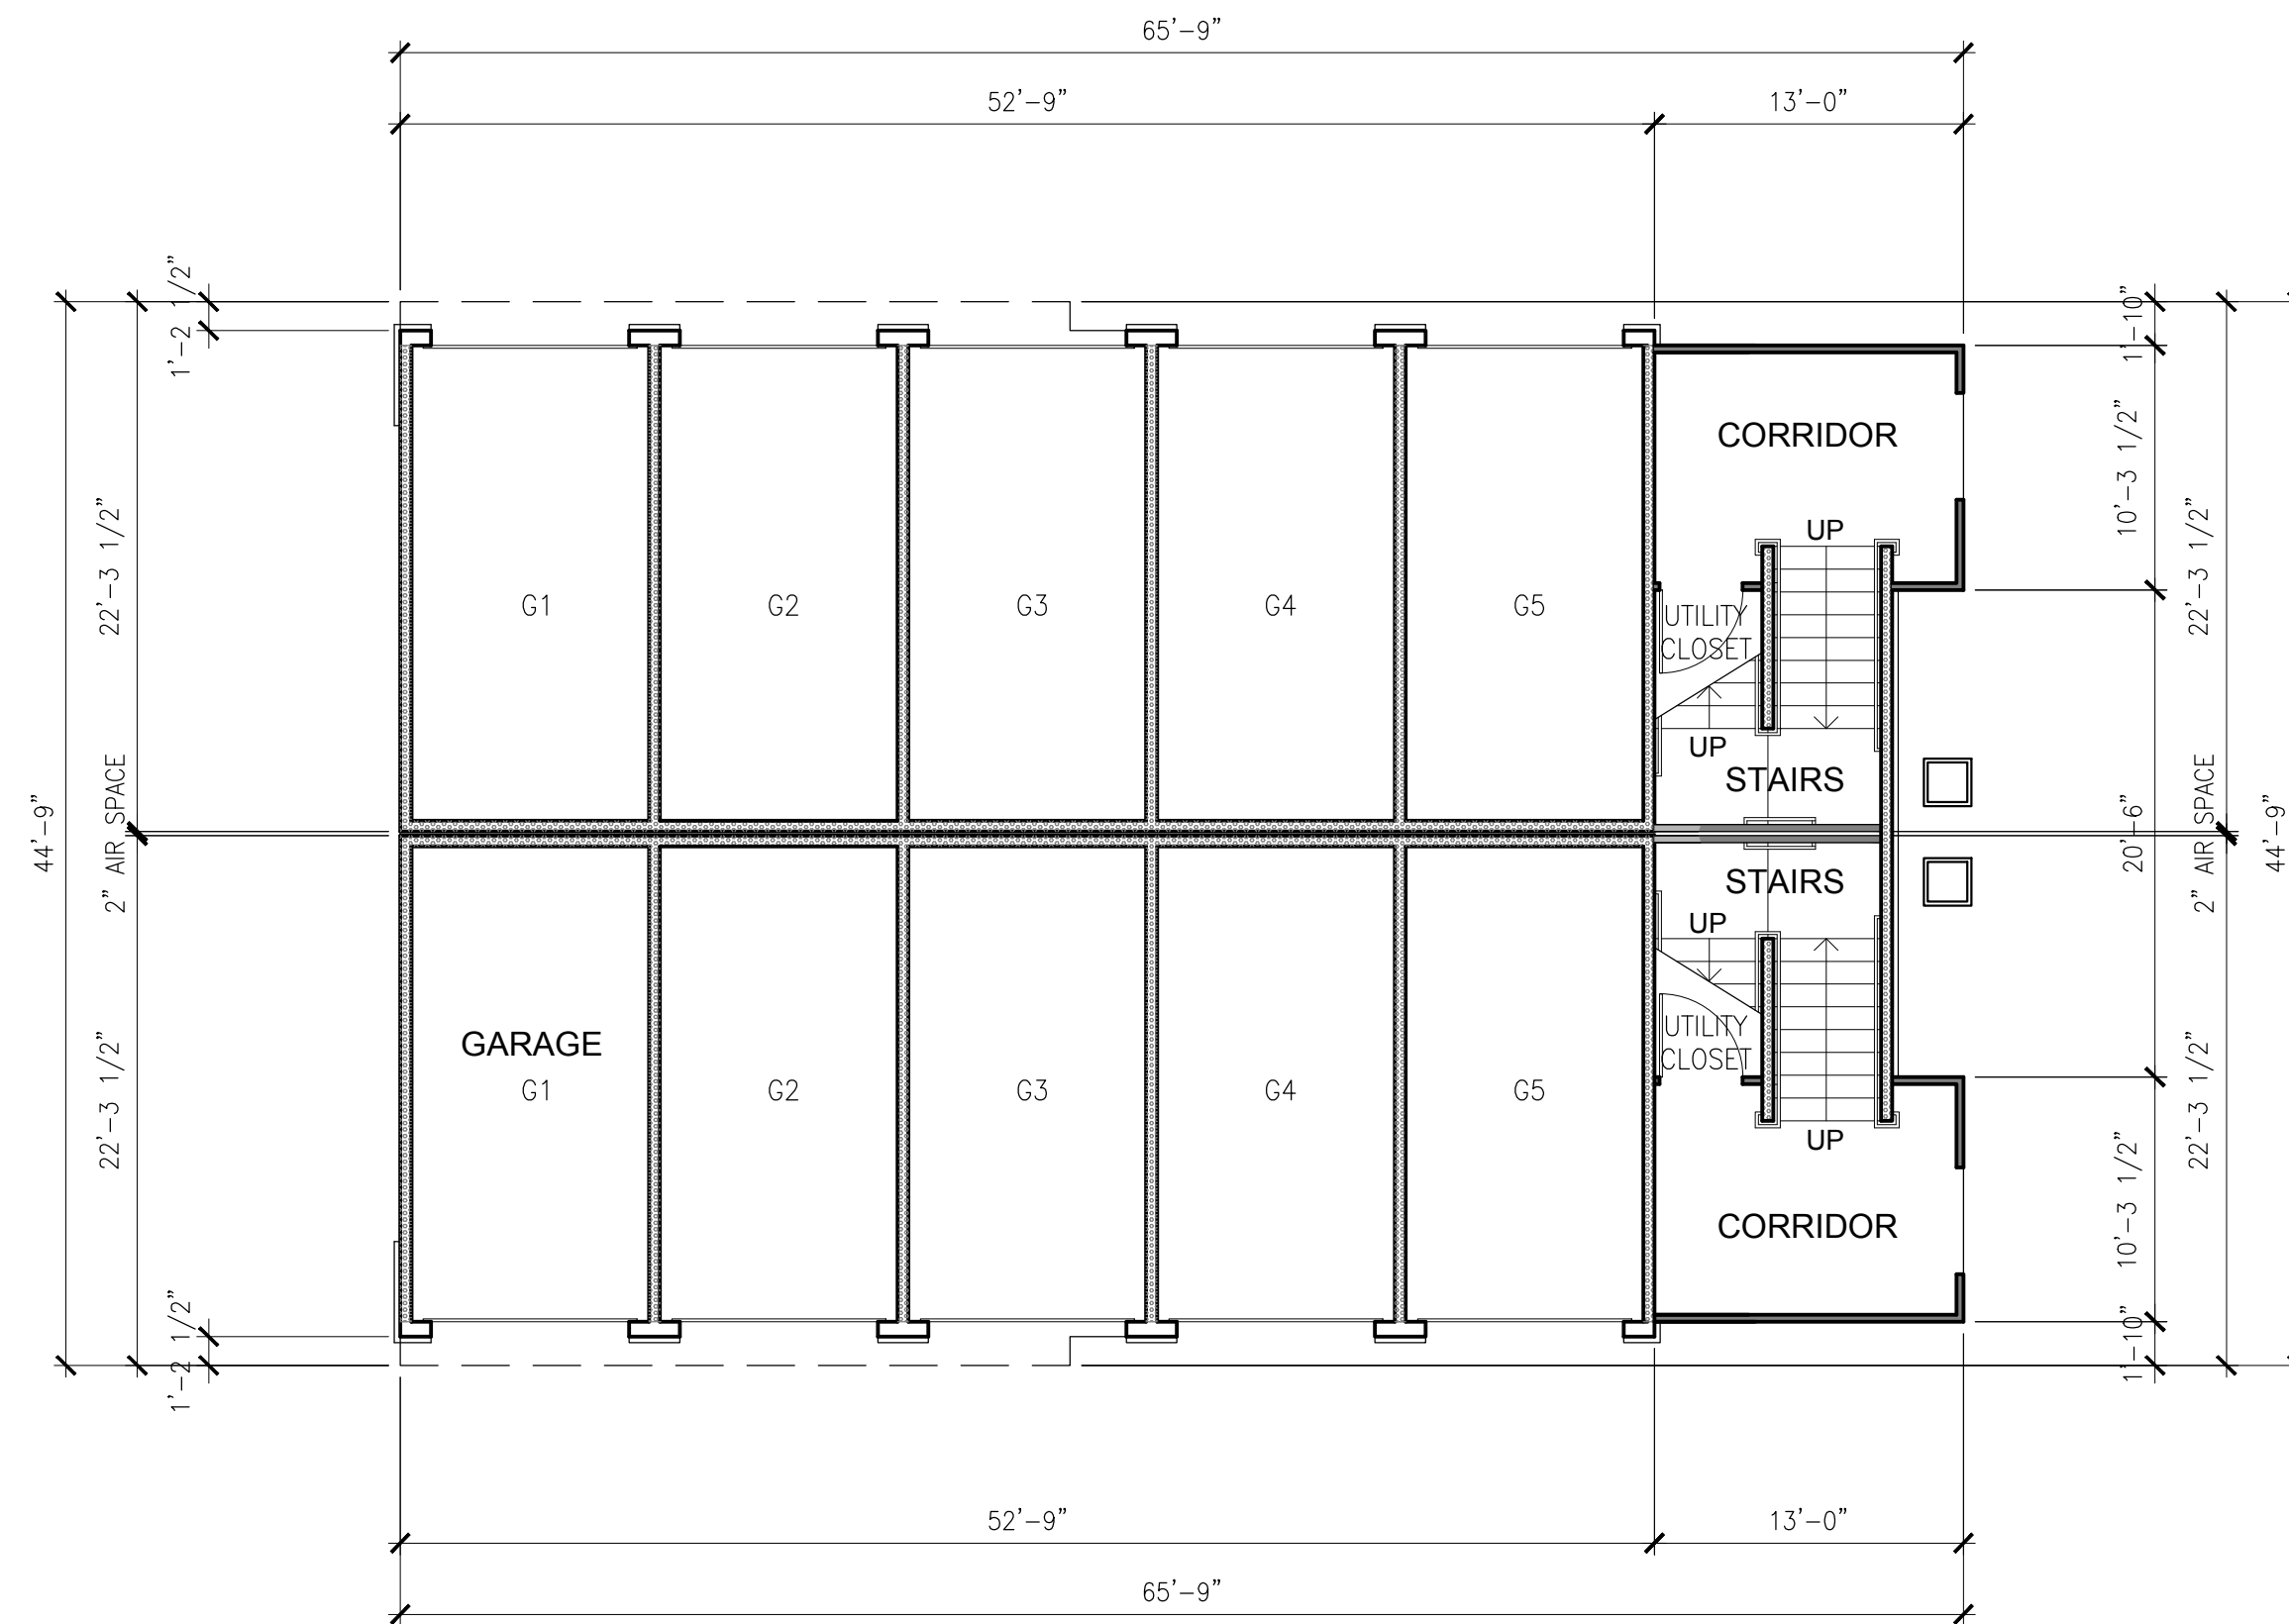 65'-9"
52'-9"
13'-0"
1'-2 1/2"
1'-10"
CORRIDOR
10'-3 1/2"
22'-3 1/2"
22'-3 1/2"
UP
G1
G2
G3
G4
G5
UTILITY
CLOSET
UP
STAIRS
44'-9"
2" AIR SPACE
20'-6"
2" AIR SPACE
44'-9"
STAIRS
UP
UTILITY
CLOSET
GARAGE
G1
G2
G3
G4
G5
22'-3 1/2"
22'-3 1/2"
UP
10'-3 1/2"
CORRIDOR
1'-2 1/2"
1'-10"
52'-9"
13'-0"
65'-9"